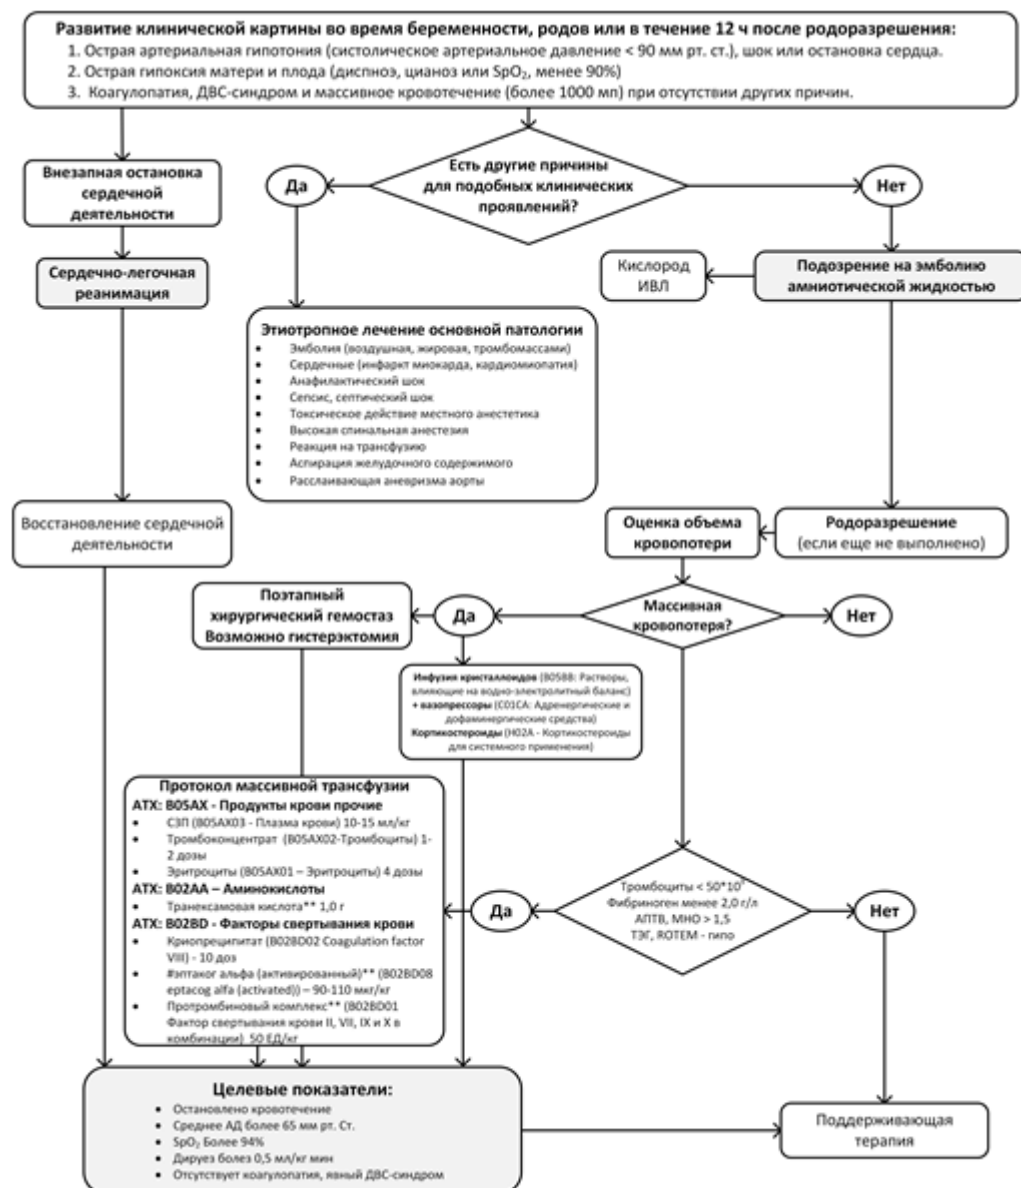 Развитие клинической картины во время беременности, родов или в течение 12 ч после родоразрешения:
1. Острая артериальная гипотония (систолическое артериальное давление < 90 мм рт. ст.), шок или остановка сердца.
2. Острая гипоксия матери и плода (диспноэ, цианоз или SpO₂, менее 90%)
3. Коагулопатия, ДВС-синдром и массивное кровотечение (более 1000 мл) при отсутствии других причин.
Внезапная остановка
сердечной
деятельности
Да
Есть другие причины
для подобных клинических
проявлений?
Нет
Сердечно-легочная
реанимация
Кислород
ИВЛ
Подозрение на эмболию
амниотической жидкостью
Этиотропное лечение основной патологии
• Эмболия (воздушная, жировая, тромбомассами)
• Сердечные (инфаркт миокарда, кардиомиопатия)
• Анафилактический шок
• Сепсис, септический шок
• Токсическое действие местного анестетика
• Высокая спинальная анестезия
• Реакция на трансфузию
• Аспирация желудочного содержимого
• Расслаивающая аневризма аорты
Восстановление сердечной
деятельности
Оценка объема
кровопотери
Родоразрешение
(если еще не выполнено)
Поэтапный
хирургический гемостаз
Возможно гистерэктомия
Да
Массивная
кровопотеря?
Нет
Инфузия кристаллоидов (B05BB: Растворы,
влияющие на водно-электролитный баланс)
+ вазопрессоры (C01CA: Адренергические и
дофаминергические средства)
Кортикостероиды (H02A - Кортикостероиды
для системного применения)
Протокол массивной трансфузии
АТХ: B05AX - Продукты крови прочие
• СЗП (B05AX03 - Плазма крови) 10-15 мл/кг
• Тромбоконцентрат (B05AX02-Тромбоциты) 1-
2 дозы
• Эритроциты (B05AX01 – Эритроциты) 4 дозы
АТХ: B02AA – Аминокислоты
• Транексамовая кислота** 1,0 г
АТХ: B02BD - Факторы свертывания крови
• Криопреципитат (B02BD02 Coagulation factor
VIII) - 10 доз
• #эптаког альфа (активированный)** (B02BD08
eptacog alfa (activated)) – 90-110 мкг/кг
• Протромбиновый комплекс** (B02BD01
Фактор свертывания крови II, VII, IX и X в
комбинации) 50 ЕД/кг
Да
Тромбоциты < 50*10⁹
Фибриноген менее 2,0 г/л
АПТВ, МНО > 1,5
ТЭГ, ROTEM - гипо
Нет
Целевые показатели:
• Остановлено кровотечение
• Среднее АД более 65 мм рт. Ст.
• SpO₂ Более 94%
• Дируез болез 0,5 мл/кг мин
• Отсутствует коагулопатия, явный ДВС-синдром
Поддерживающая
терапия